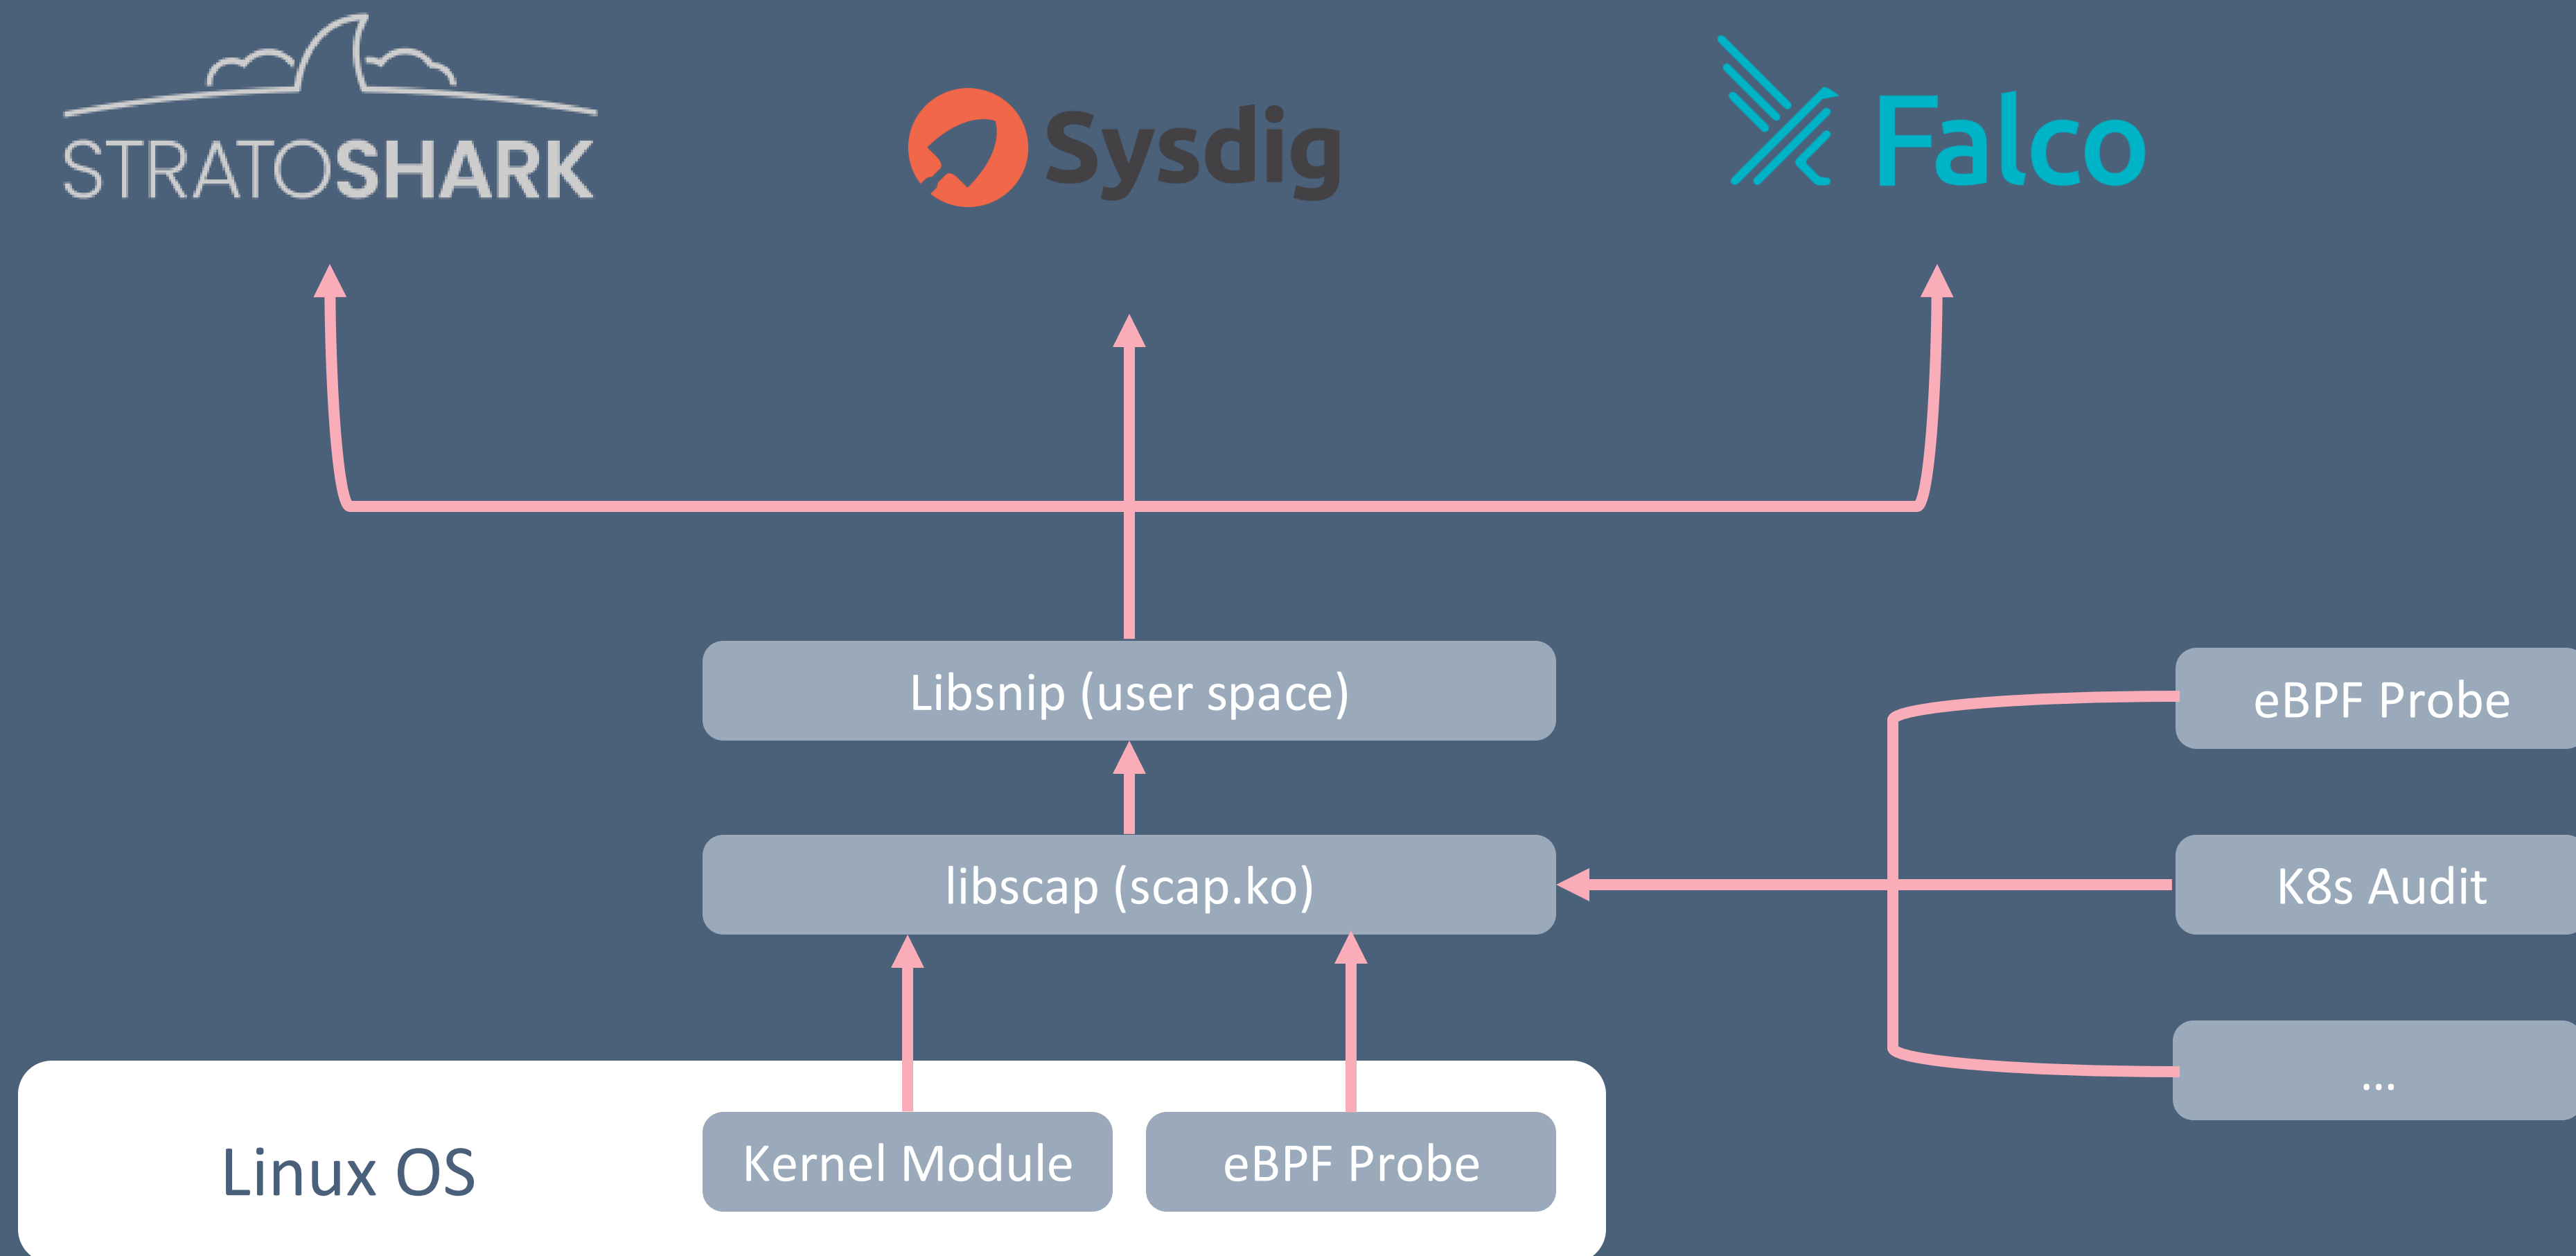 STRATOSHARK
Sysdig
Falco
Libsnip (user space)
eBPF Probe
libscap (scap.ko)
K8s Audit
...
Linux OS
Kernel Module
eBPF Probe